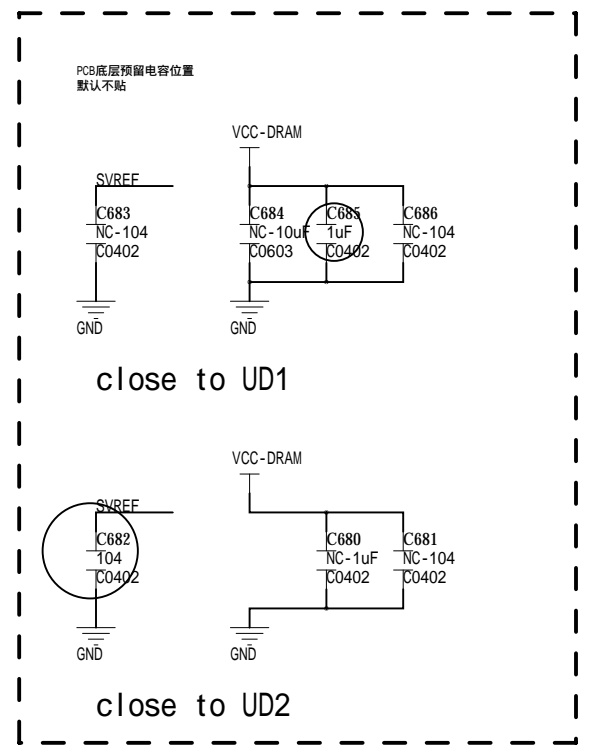 PCB底层预留电容位置
默认不贴
VCC-DRAM
SVREF
C683
NC-104
C0402
GND
C684
NC-10uF
C0603
C685
1uF
C0402
C686
NC-104
C0402
GND
close to UD1
VCC-DRAM
SVREF
C682
104
C0402
GND
C680
NC-1uF
C0402
C681
NC-104
C0402
GND
close to UD2